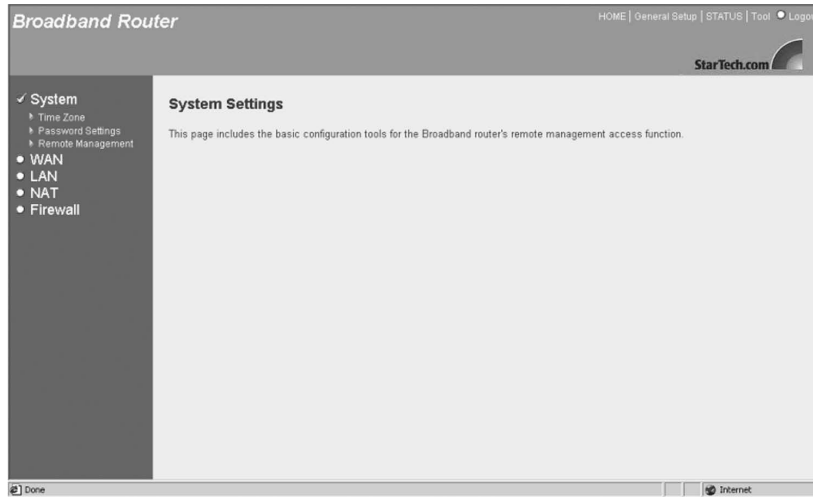 Broadband Router
HOME | General Setup | STATUS | Tool Logout
StarTech.com
System
Time Zone
Password Settings
Remote Management
WAN
LAN
NAT
Firewall
System Settings
This page includes the basic configuration tools for the Broadband router's remote management access function.
Done
Internet